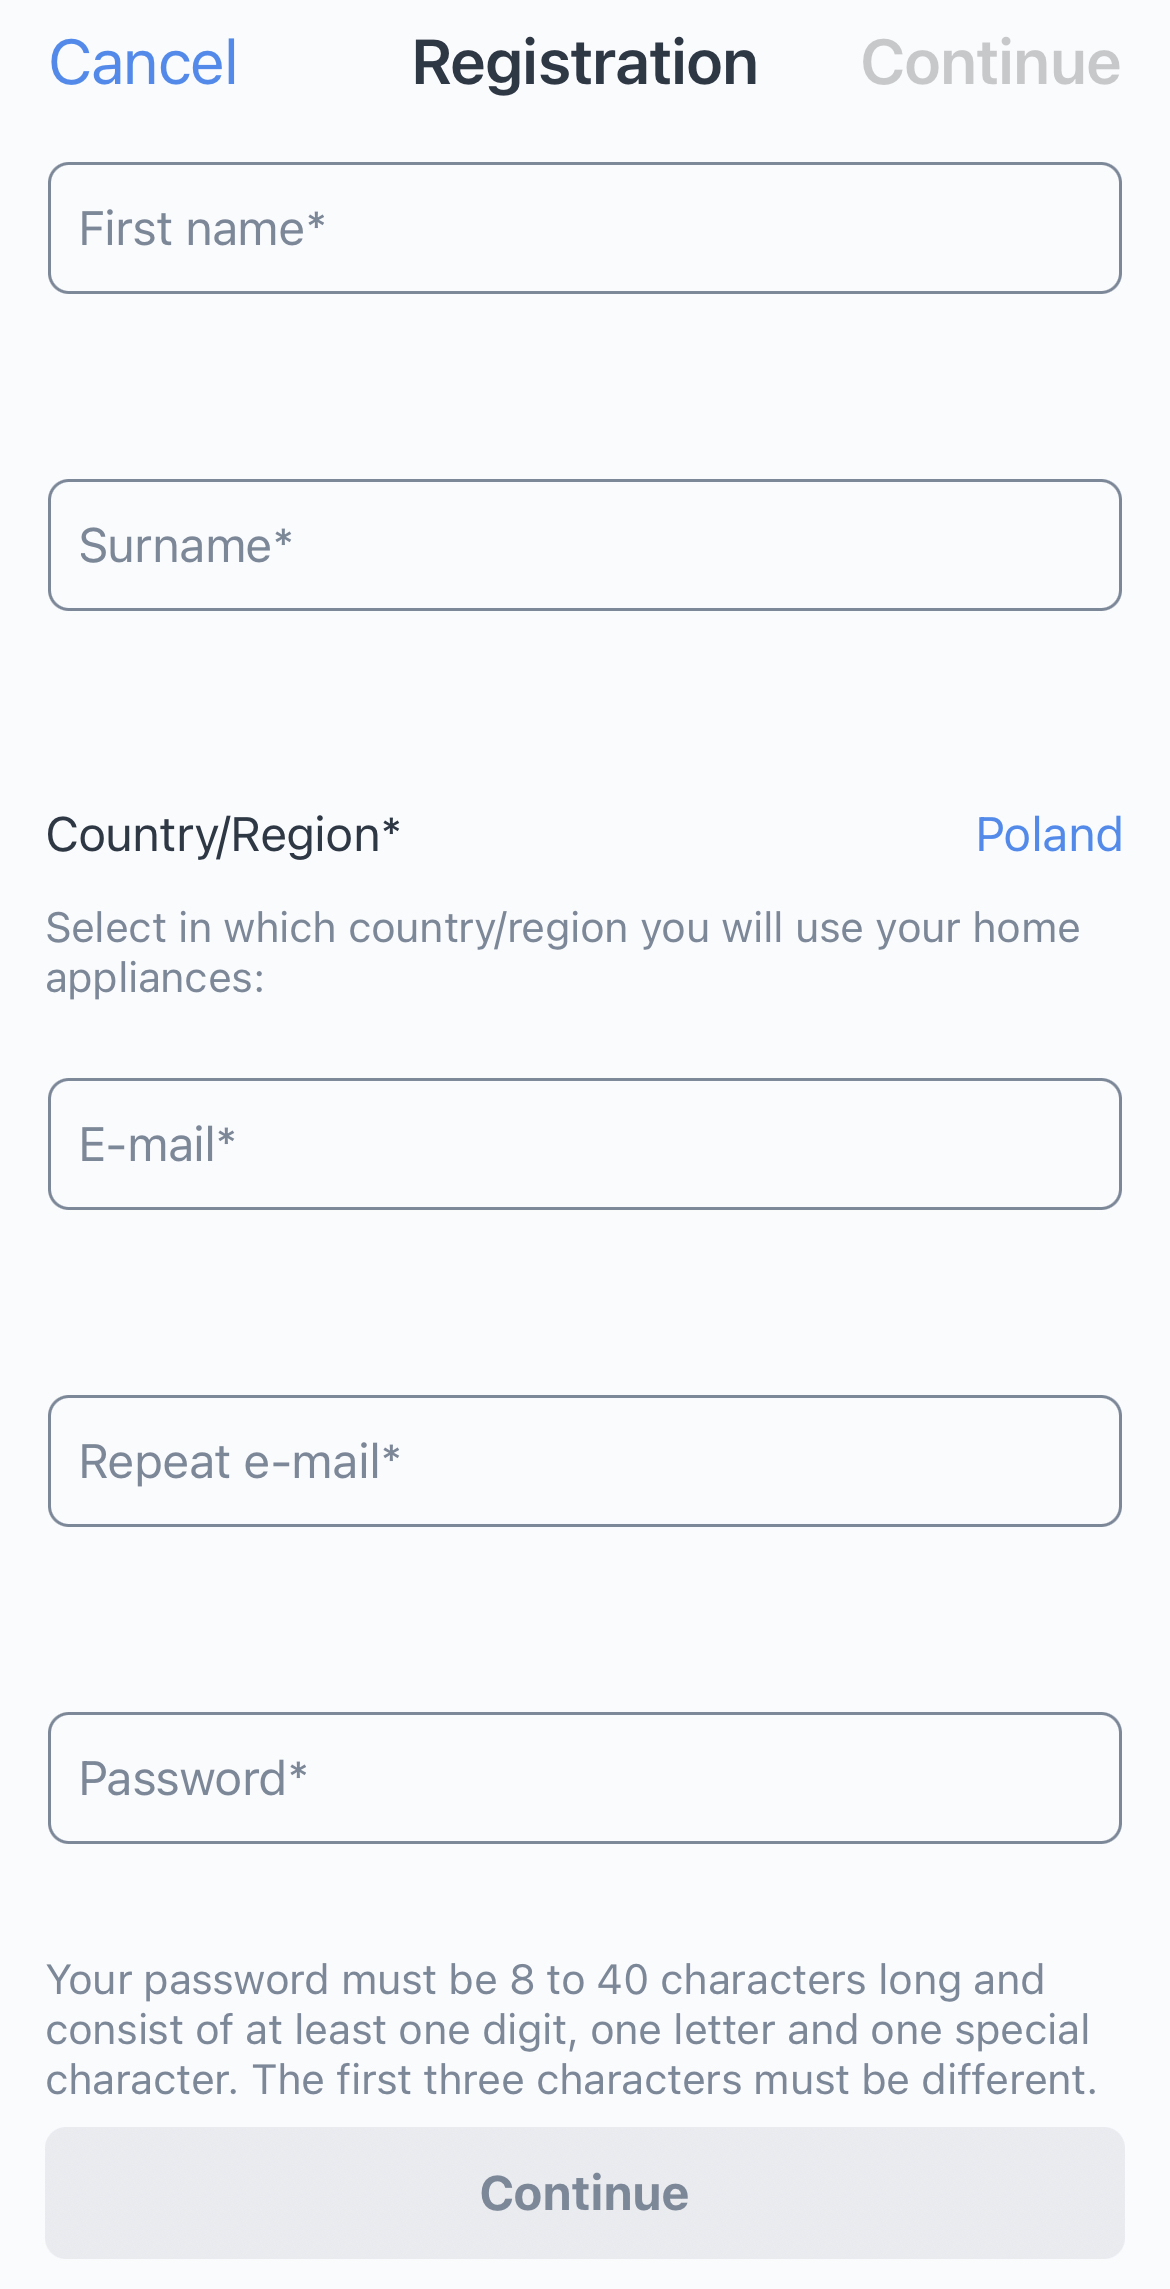 Cancel Registration Continue
First name*
Surname*
Country/Region* Poland
Select in which country/region you will use your home
appliances:
E-mail*
Repeat e-mail*
Password*
Your password must be 8 to 40 characters long and
consist of at least one digit, one letter and one special
character. The first three characters must be different.
Continue